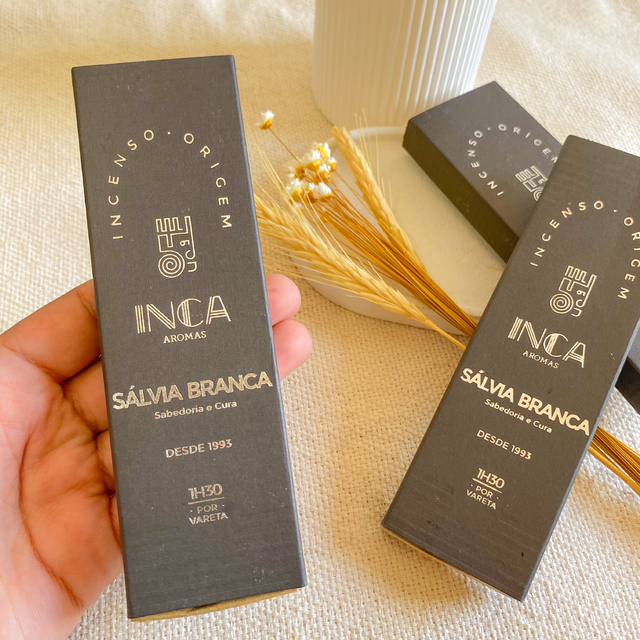 INCENSO · ORIGEM
INCA
AROMAS
SÁLVIA BRANCA
Sabedoria e Cura
DESDE 1993
1H30
POR
VARETA
INCENSO · ORIGEM
INCENSO · ORIGEM
INCA
AROMAS
SÁLVIA BRANCA
Sabedoria e Cura
DESDE 1993
1H30
POR
VARETA